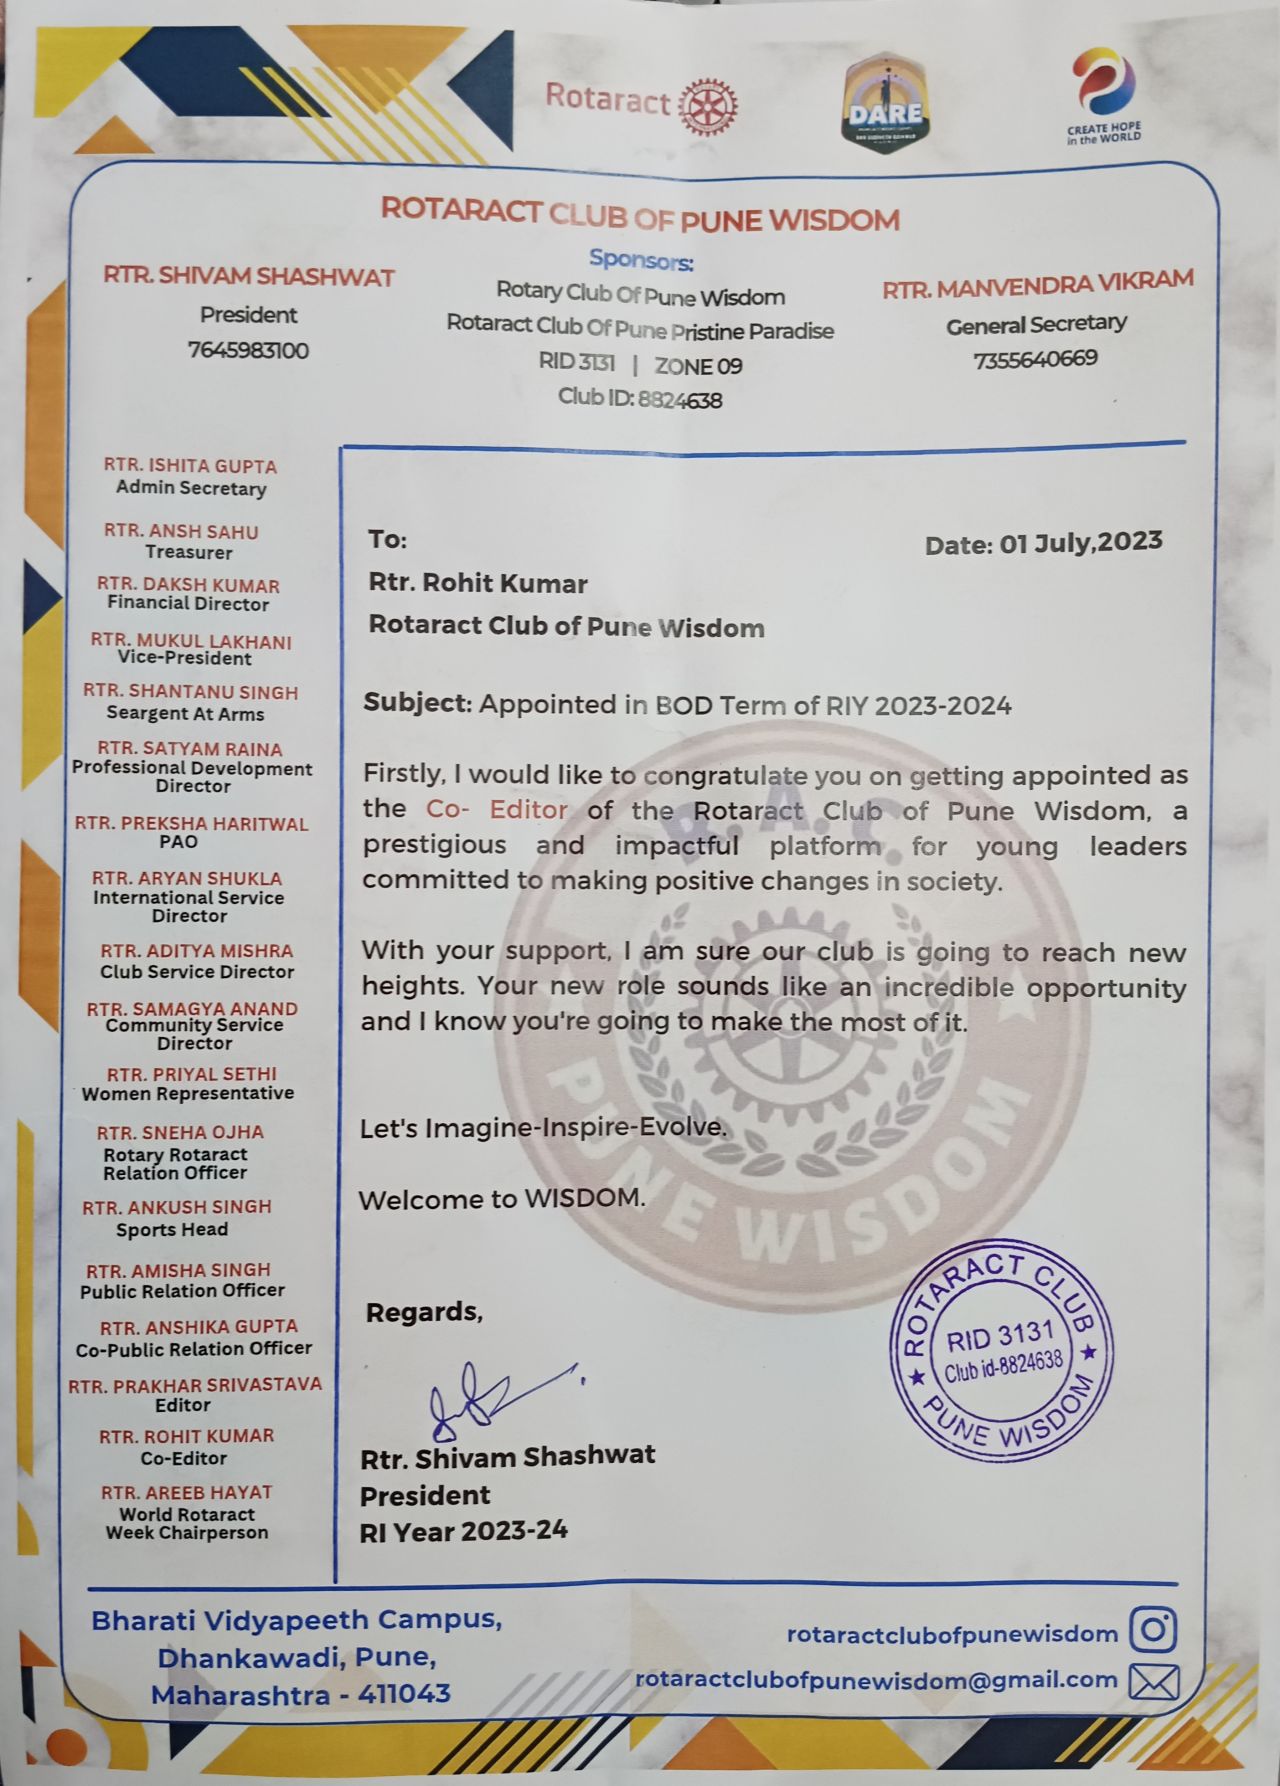 Rotaract
DARE
CREATE HOPE
in the WORLD
ROTARACT CLUB OF PUNE WISDOM
Sponsors:
Rotary Club Of Pune Wisdom
Rotaract Club Of Pune Pristine Paradise
RID 3131 | ZONE 09
Club ID: 8824638
RTR. SHIVAM SHASHWAT
President
7645983100
RTR. MANVENDRA VIKRAM
General Secretary
7355640669
RTR. ISHITA GUPTA
Admin Secretary
RTR. ANSH SAHU
Treasurer
RTR. DAKSH KUMAR
Financial Director
RTR. MUKUL LAKHANI
Vice-President
RTR. SHANTANU SINGH
Seargent At Arms
RTR. SATYAM RAINA
Professional Development
Director
RTR. PREKSHA HARITWAL
PAO
RTR. ARYAN SHUKLA
International Service
Director
RTR. ADITYA MISHRA
Club Service Director
RTR. SAMAGYA ANAND
Community Service
Director
RTR. PRIYAL SETHI
Women Representative
RTR. SNEHA OJHA
Rotary Rotaract
Relation Officer
RTR. ANKUSH SINGH
Sports Head
RTR. AMISHA SINGH
Public Relation Officer
RTR. ANSHIKA GUPTA
Co-Public Relation Officer
RTR. PRAKHAR SRIVASTAVA
Editor
RTR. ROHIT KUMAR
Co-Editor
RTR. AREEB HAYAT
World Rotaract
Week Chairperson
To:
Date: 01 July,2023
Rtr. Rohit Kumar
Rotaract Club of Pune Wisdom
Subject: Appointed in BOD Term of RIY 2023-2024
Firstly, I would like to congratulate you on getting appointed as
the Co- Editor of the Rotaract Club of Pune Wisdom, a
prestigious and impactful platform for young leaders
committed to making positive changes in society.
With your support, I am sure our club is going to reach new
heights. Your new role sounds like an incredible opportunity
and I know you're going to make the most of it.
Let's Imagine-Inspire-Evolve.
Welcome to WISDOM.
R.A.C.
PUNE WISDOM
Regards,
Rtr. Shivam Shashwat
President
RI Year 2023-24
ROTARACT CLUB
RID 3131
Club id-8824638
PUNE WISDOM
Bharati Vidyapeeth Campus,
Dhankawadi, Pune,
Maharashtra - 411043
rotaractclubofpunewisdom
rotaractclubofpunewisdom@gmail.com